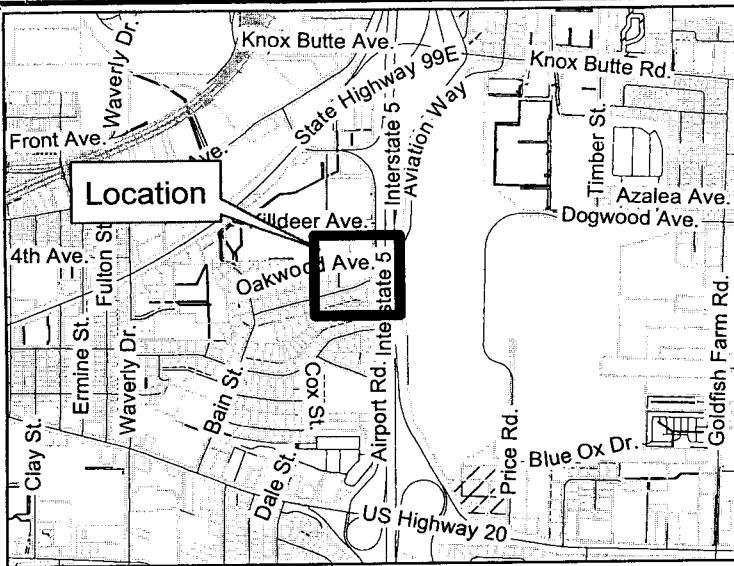 Knox Butte Ave.
Waverly Dr.
State Highway 99E
Knox Butte Rd.
Front Ave.
Ave.
Interstate 5
Aviation Way
Timber St.
Location
Azalea Ave.
Dogwood Ave.
illdeer Ave.
4th Ave.
Fulton St.
Oakwood Ave.
Interstate 5
Ermine St.
Waverly Dr.
Bain St.
Cox St.
Airport Rd.
Goldfish Farm Rd.
Clay St.
Dale St.
Price Rd.
Blue Ox Dr.
US Highway 20